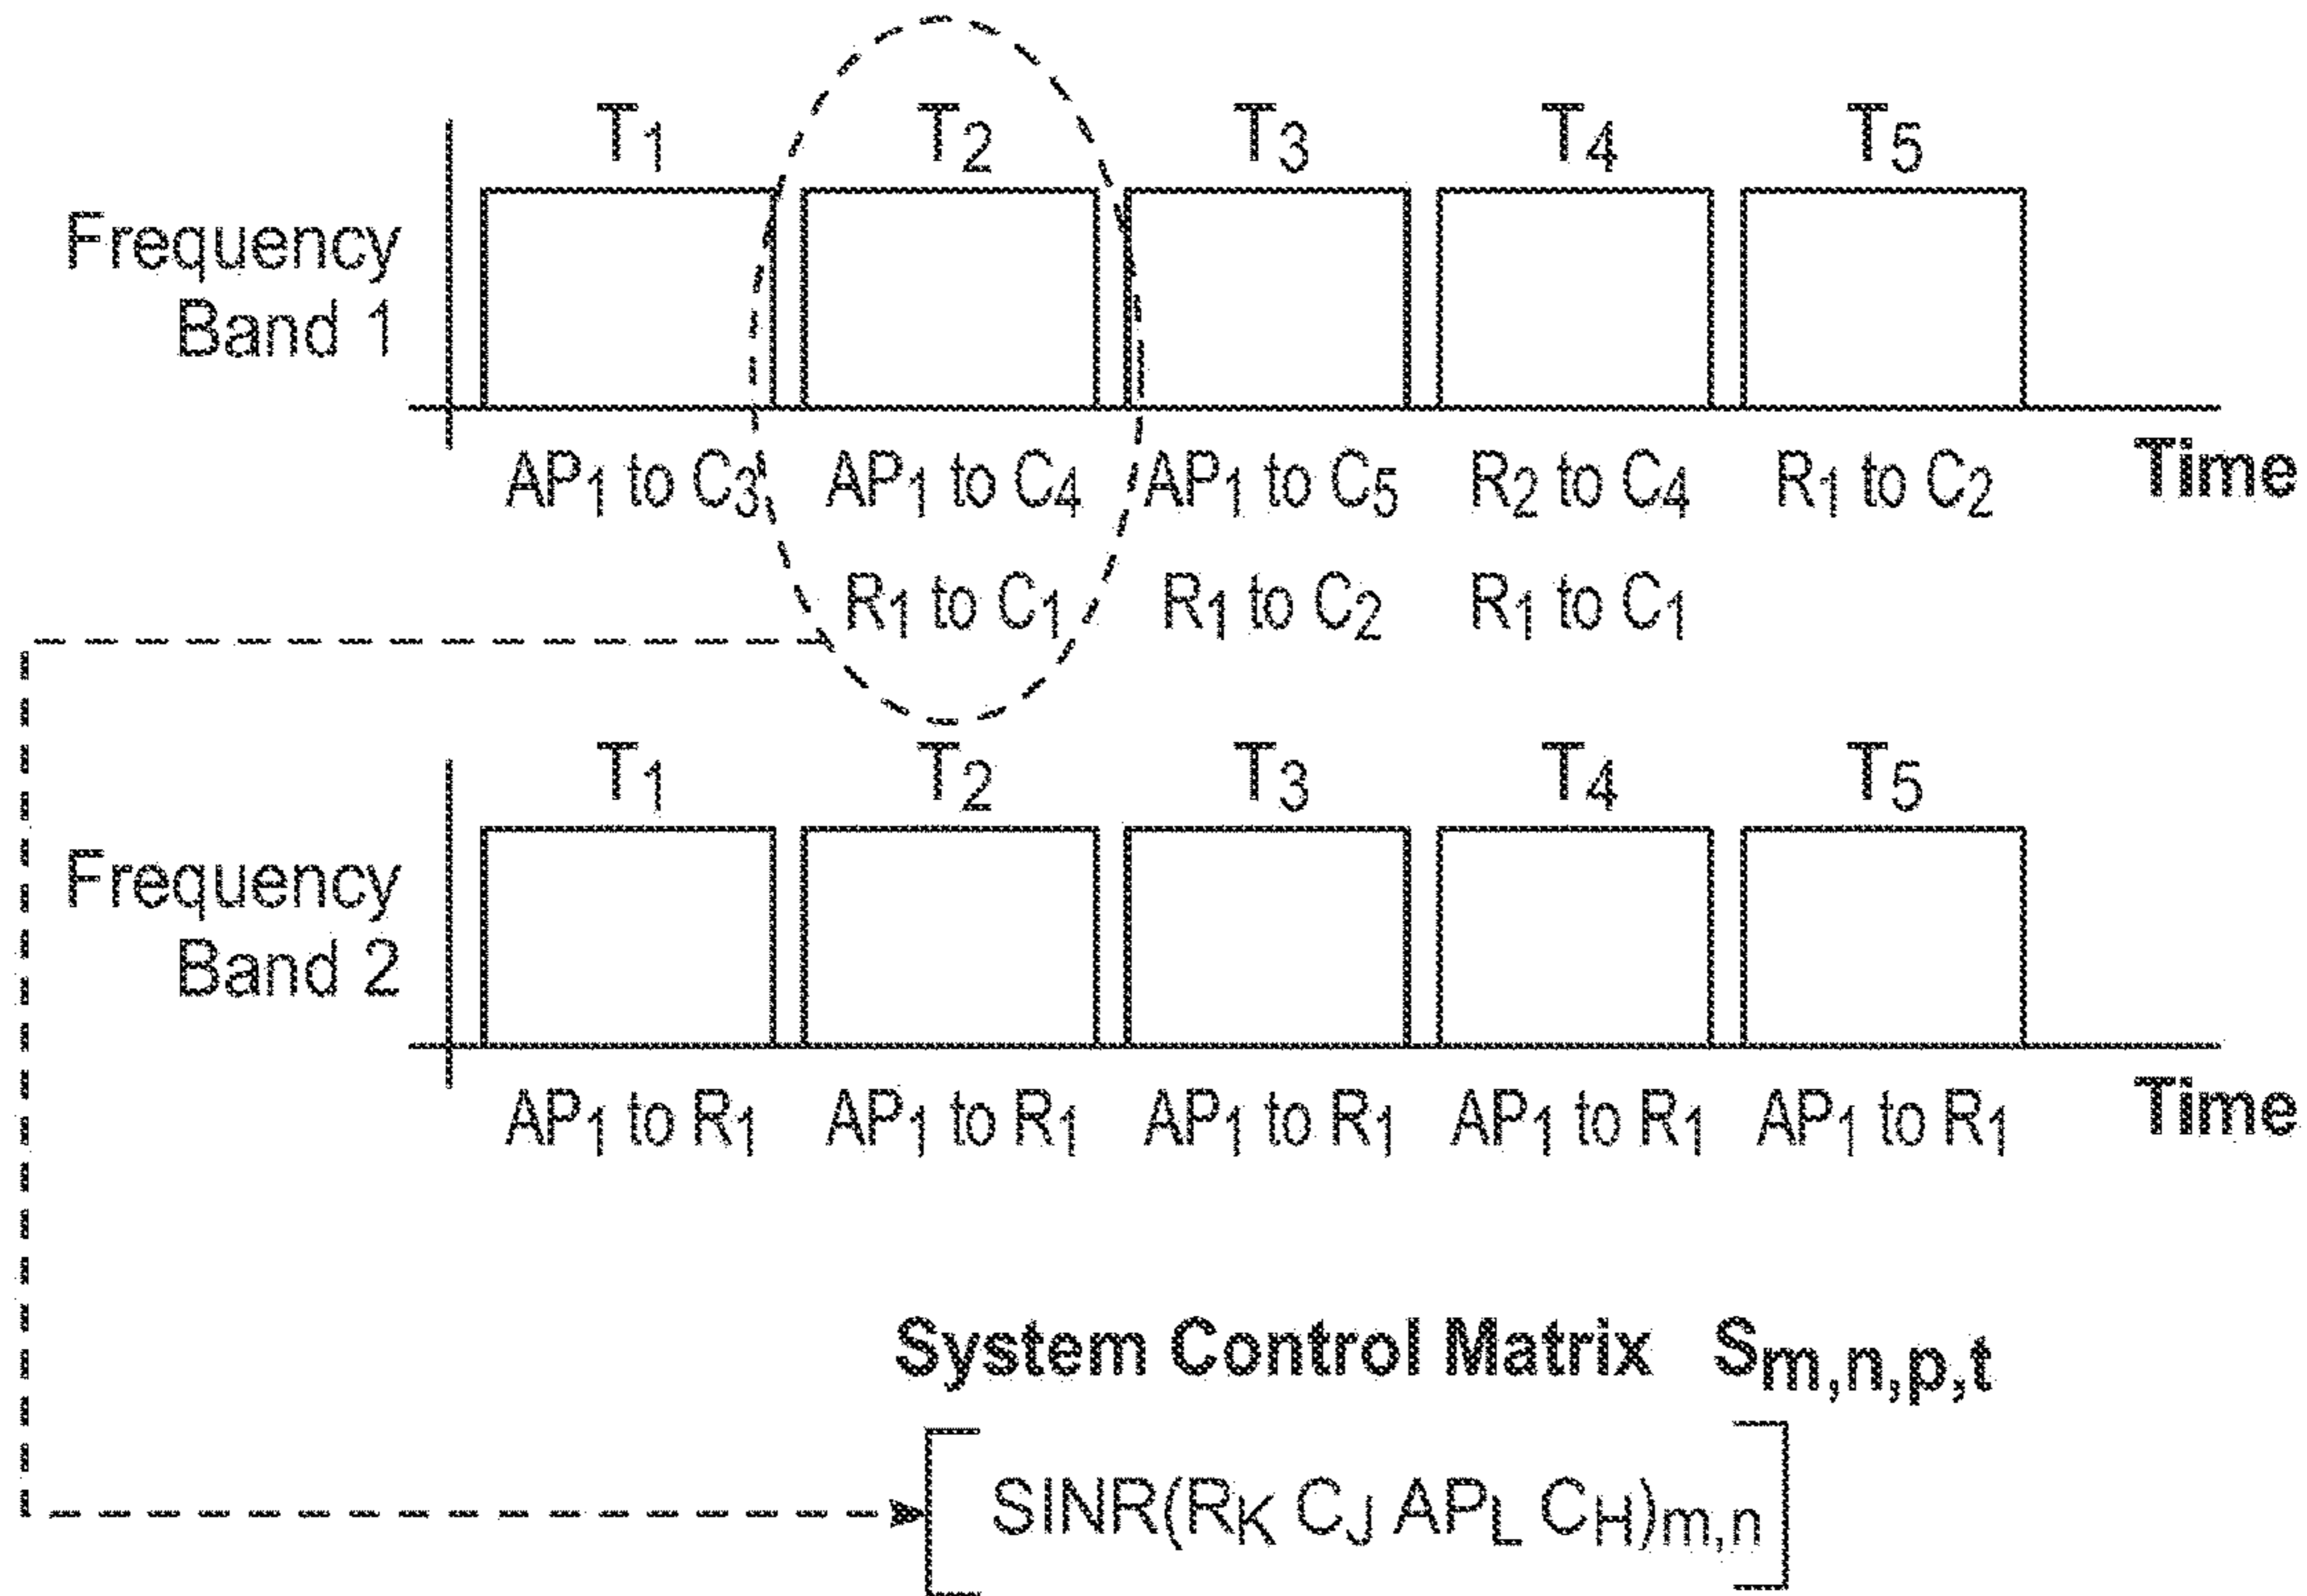 T1 T2 T3 T4 T5
Frequency
Band 1
AP1 to C3 AP1 to C4 AP1 to C5 R2 to C4 R1 to C2 Time
R1 to C1 R1 to C2 R1 to C1
T1 T2 T3 T4 T5
Frequency
Band 2
AP1 to R1 AP1 to R1 AP1 to R1 AP1 to R1 AP1 to R1 Time
System Control Matrix Sm,n,p,t
SINR(RK CJ APL CH)m,n